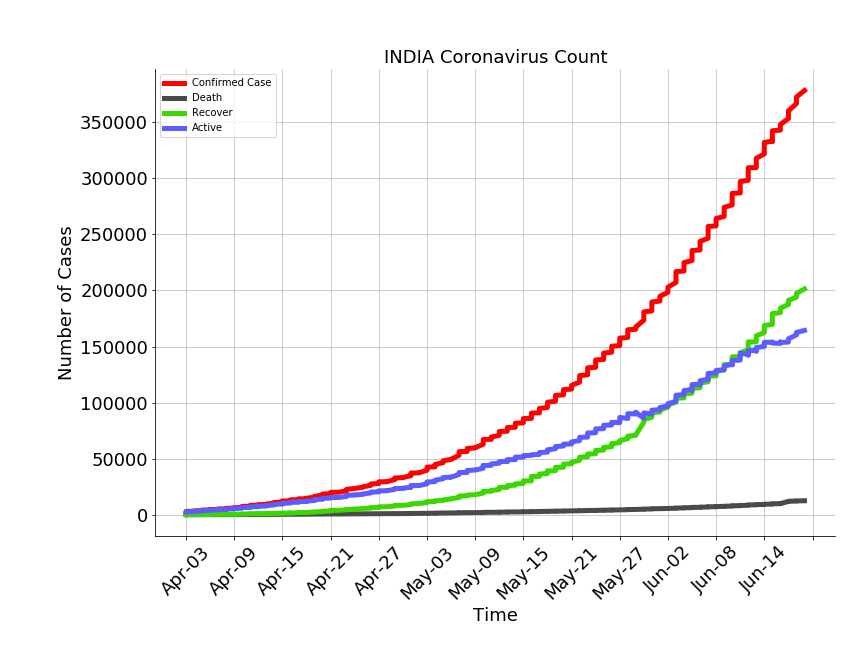 INDIA Coronavirus Count
Confirmed Case
Death
Recover
Active
Number of Cases
350000
300000
250000
200000
150000
100000
50000
0
Apr-03
Apr-09
Apr-15
Apr-21
Apr-27
May-03
May-09
May-15
May-21
May-27
Jun-02
Jun-08
Jun-14
Time